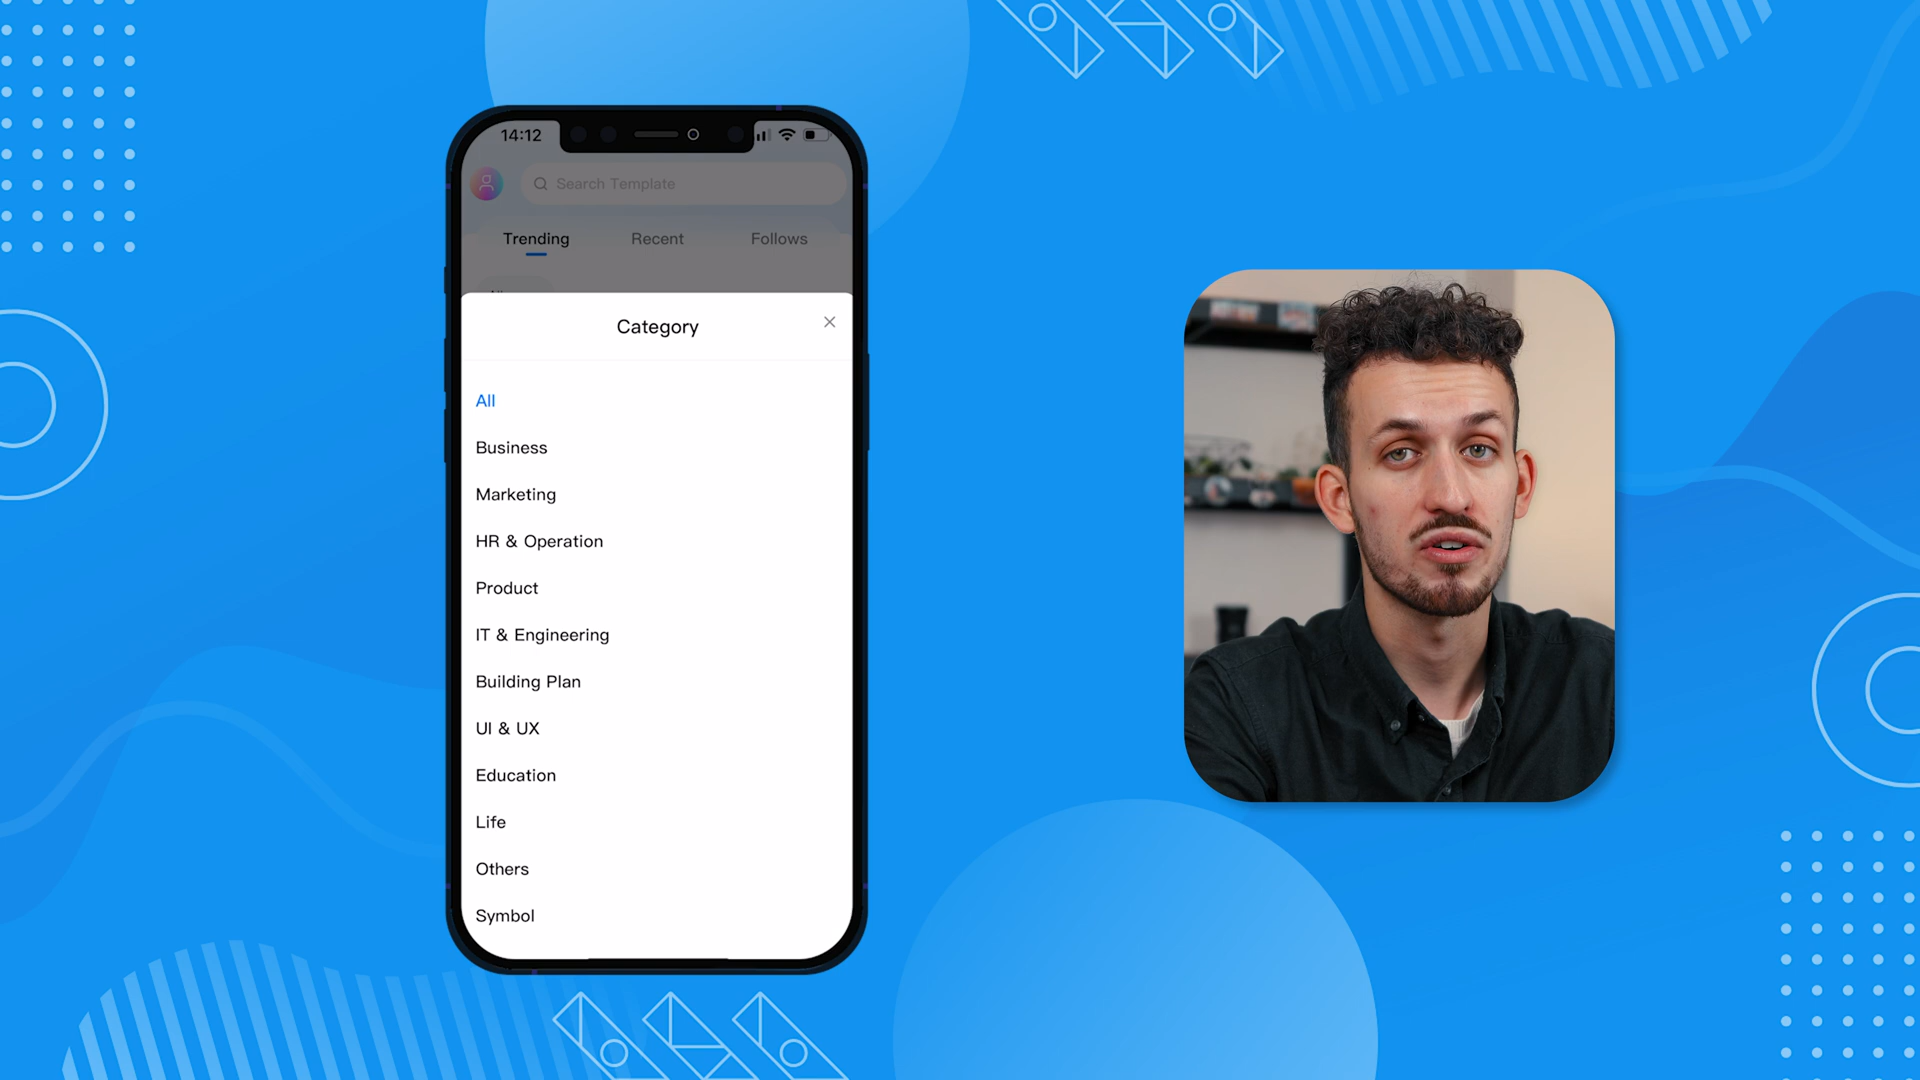 14:12
Search Template
Trending Recent Follows
Category
All
Business
Marketing
HR & Operation
Product
IT & Engineering
Building Plan
UI & UX
Education
Life
Others
Symbol